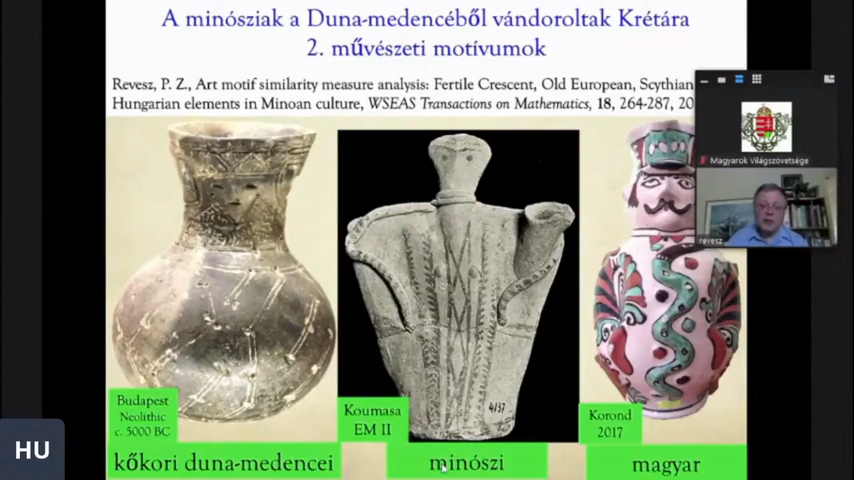 A minósziak a Duna-medencéből vándoroltak Krétára
2. művészeti motívumok
Revesz, P. Z., Art motif similarity measure analysis: Fertile Crescent, Old European, Scythian
Hungarian elements in Minoan culture, WSEAS Transactions on Mathematics, 18, 264-287, 20
Magyarok Világszövetsége
revesz
4137
Budapest
Neolithic
c. 5000 BC
Koumasa
EM II
Korond
2017
HU
kőkori duna-medencei
minószi
magyar